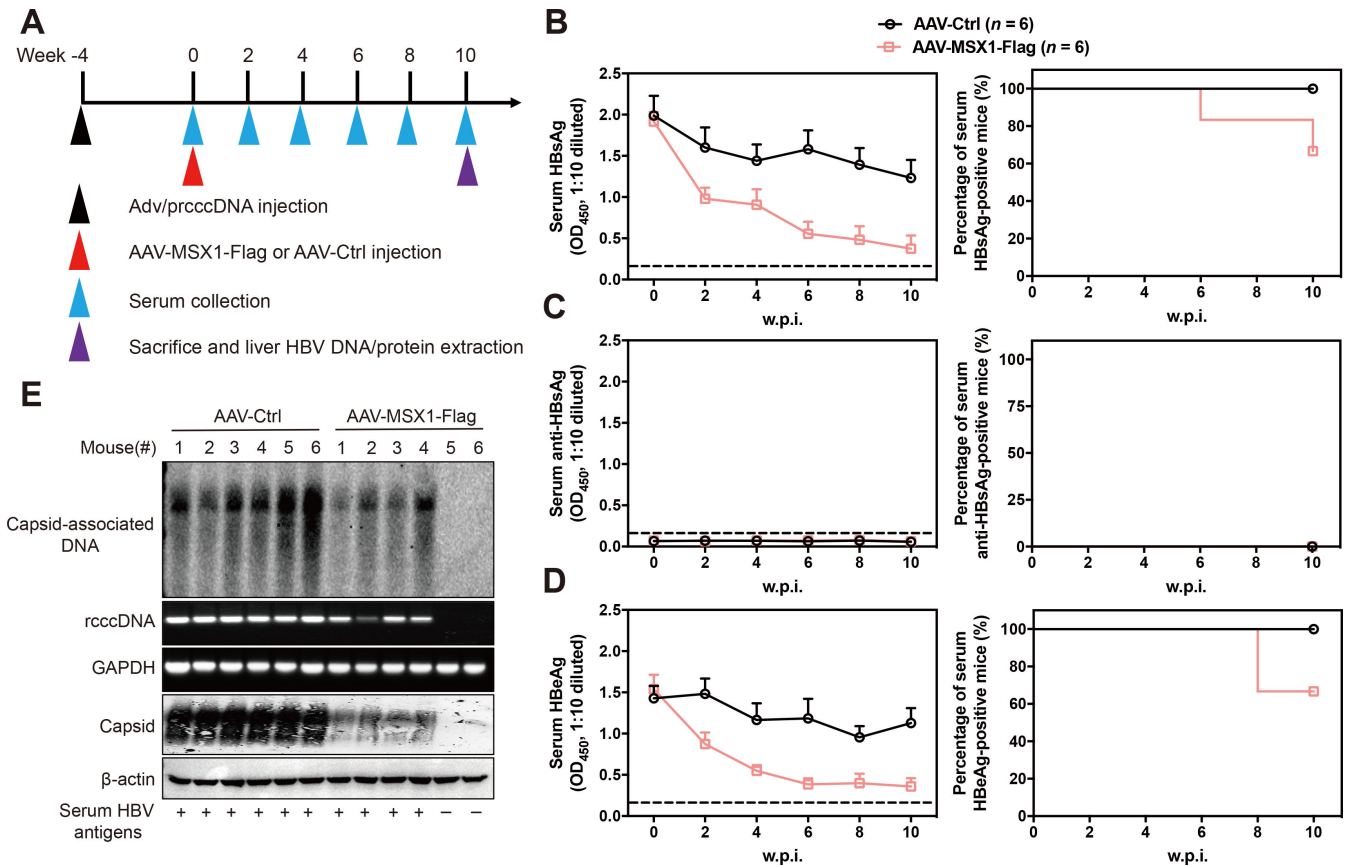 A
Week -4 0 2 4 6 8 10
Adv/prcccDNA injection
AAV-MSX1-Flag or AAV-Ctrl injection
Serum collection
Sacrifice and liver HBV DNA/protein extraction
B
AAV-Ctrl (n = 6)
AAV-MSX1-Flag (n = 6)
Serum HBsAg
(OD450, 1:10 diluted)
2.5
2.0
1.5
1.0
0.5
0.0
0 2 4 6 8 10
w.p.i.
Percentage of serum
HBsAg-positive mice (%)
100
80
60
40
20
0
0 2 4 6 8 10
w.p.i.
C
Serum anti-HBsAg
(OD450, 1:10 diluted)
2.5
2.0
1.5
1.0
0.5
0.0
0 2 4 6 8 10
w.p.i.
Percentage of serum
anti-HBsAg-positive mice (%)
100
75
50
25
0
0 2 4 6 8 10
w.p.i.
D
Serum HBeAg
(OD450, 1:10 diluted)
2.5
2.0
1.5
1.0
0.5
0.0
0 2 4 6 8 10
w.p.i.
Percentage of serum
HBeAg-positive mice (%)
100
80
60
40
20
0
0 2 4 6 8 10
w.p.i.
E
AAV-Ctrl AAV-MSX1-Flag
Mouse(#) 1 2 3 4 5 6 1 2 3 4 5 6
Capsid-associated
DNA
rcccDNA
GAPDH
Capsid
β-actin
Serum HBV
antigens
+ + + + + + + + + + − −